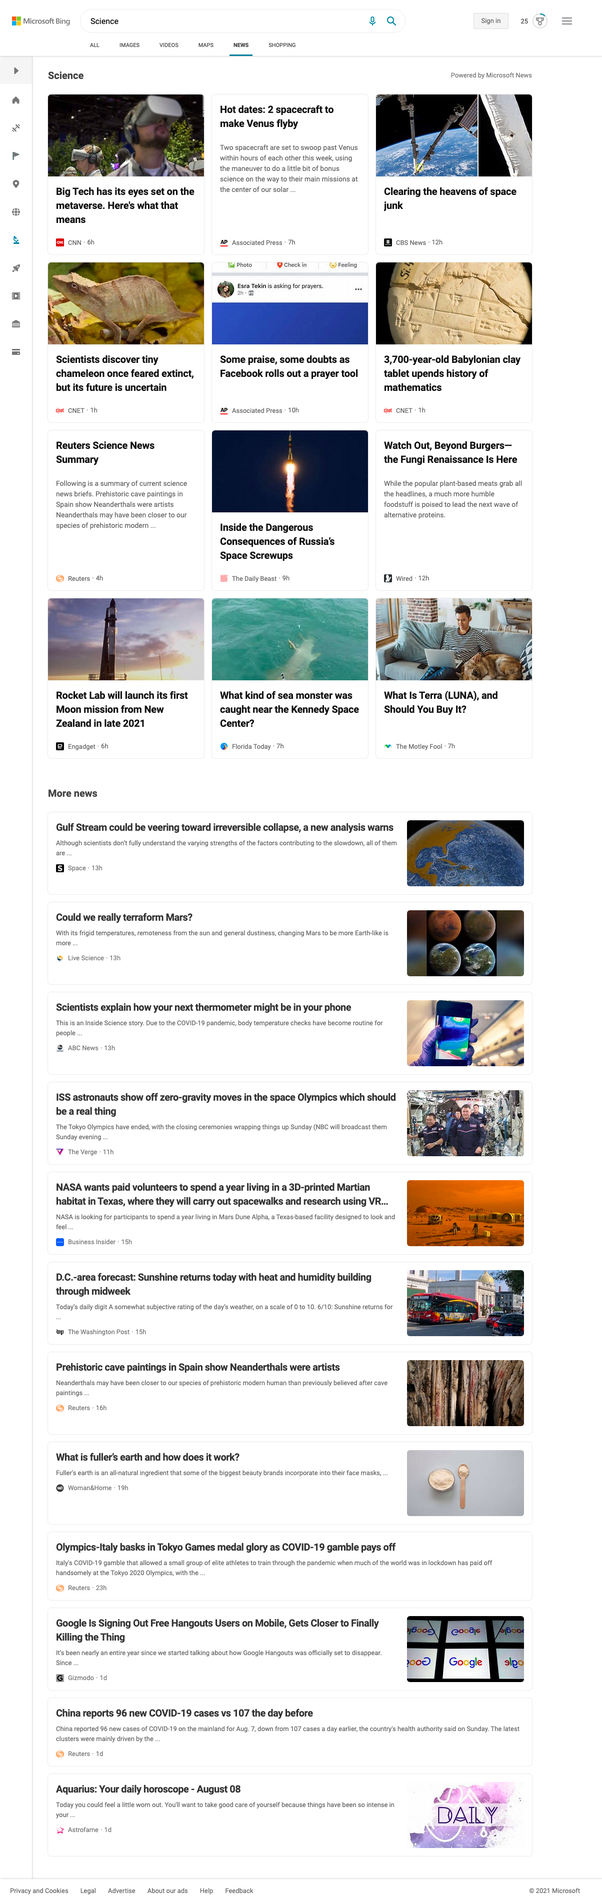 Microsoft Bing
Science
Sign in
25
ALL
IMAGES
VIDEOS
MAPS
NEWS
SHOPPING
Science
Powered by Microsoft News
Big Tech has its eyes set on the
metaverse. Here's what that
means
CNN · 6h
Hot dates: 2 spacecraft to
make Venus flyby
Two spacecraft are set to swoop past Venus
within hours of each other this week, using
the maneuver to do a little bit of bonus
science on the way to their main missions at
the center of our solar ...
AP Associated Press · 7h
Clearing the heavens of space
junk
CBS News · 12h
Scientists discover tiny
chameleon once feared extinct,
but its future is uncertain
CNET · 1h
Photo
Check in
Feeling
Esra Tekin is asking for prayers.
2h
Some praise, some doubts as
Facebook rolls out a prayer tool
AP Associated Press · 10h
3,700-year-old Babylonian clay
tablet upends history of
mathematics
CNET · 1h
Reuters Science News
Summary
Following is a summary of current science
news briefs. Prehistoric cave paintings in
Spain show Neanderthals were artists
Neanderthals may have been closer to our
species of prehistoric modern ...
Reuters · 4h
Inside the Dangerous
Consequences of Russia's
Space Screwups
The Daily Beast · 9h
Watch Out, Beyond Burgers—
the Fungi Renaissance Is Here
While the popular plant-based meats grab all
the headlines, a much more humble
foodstuff is poised to lead the next wave of
alternative proteins.
Wired · 12h
Rocket Lab will launch its first
Moon mission from New
Zealand in late 2021
Engadget · 6h
What kind of sea monster was
caught near the Kennedy Space
Center?
Florida Today · 7h
What Is Terra (LUNA), and
Should You Buy It?
The Motley Fool · 7h
More news
Gulf Stream could be veering toward irreversible collapse, a new analysis warns
Although scientists don't fully understand the varying strengths of the factors contributing to the slowdown, all of them
are ...
S Space · 13h
Could we really terraform Mars?
With its frigid temperatures, remoteness from the sun and general dustiness, changing Mars to be more Earth-like is
more ...
Live Science · 13h
Scientists explain how your next thermometer might be in your phone
This is an Inside Science story. Due to the COVID-19 pandemic, body temperature checks have become routine for
people ...
ABC News · 13h
ISS astronauts show off zero-gravity moves in the space Olympics which should
be a real thing
The Tokyo Olympics have ended, with the closing ceremonies wrapping things up Sunday (NBC will broadcast them
Sunday evening ...
The Verge · 11h
NASA wants paid volunteers to spend a year living in a 3D-printed Martian
habitat in Texas, where they will carry out spacewalks and research using VR...
NASA is looking for participants to spend a year living in Mars Dune Alpha, a Texas-based facility designed to look and
feel ...
Business Insider · 15h
D.C.-area forecast: Sunshine returns today with heat and humidity building
through midweek
Today's daily digit A somewhat subjective rating of the day's weather, on a scale of 0 to 10. 6/10: Sunshine returns for
...
wp The Washington Post · 15h
Prehistoric cave paintings in Spain show Neanderthals were artists
Neanderthals may have been closer to our species of prehistoric modern human than previously believed after cave
paintings ...
Reuters · 16h
What is fuller's earth and how does it work?
Fuller's earth is an all-natural ingredient that some of the biggest beauty brands incorporate into their face masks, ...
Woman&Home · 19h
Olympics-Italy basks in Tokyo Games medal glory as COVID-19 gamble pays off
Italy's COVID-19 gamble that allowed a small group of elite athletes to train through the pandemic when much of the world was in lockdown has paid off
handsomely at the Tokyo 2020 Olympics, with the ...
Reuters · 23h
Google Is Signing Out Free Hangouts Users on Mobile, Gets Closer to Finally
Killing the Thing
It's been nearly an entire year since we started talking about how Google Hangouts was officially set to disappear.
Since ...
G Gizmodo · 1d
Google
China reports 96 new COVID-19 cases vs 107 the day before
China reported 96 new cases of COVID-19 on the mainland for Aug. 7, down from 107 cases a day earlier, the country's health authority said on Sunday. The latest
clusters were mainly driven by the ...
Reuters · 1d
Aquarius: Your daily horoscope - August 08
Today you could feel a little worn out. You'll want to take good care of yourself because things have been so intense in
your ...
Astrofame · 1d
DAILY
Privacy and Cookies
Legal
Advertise
About our ads
Help
Feedback
© 2021 Microsoft